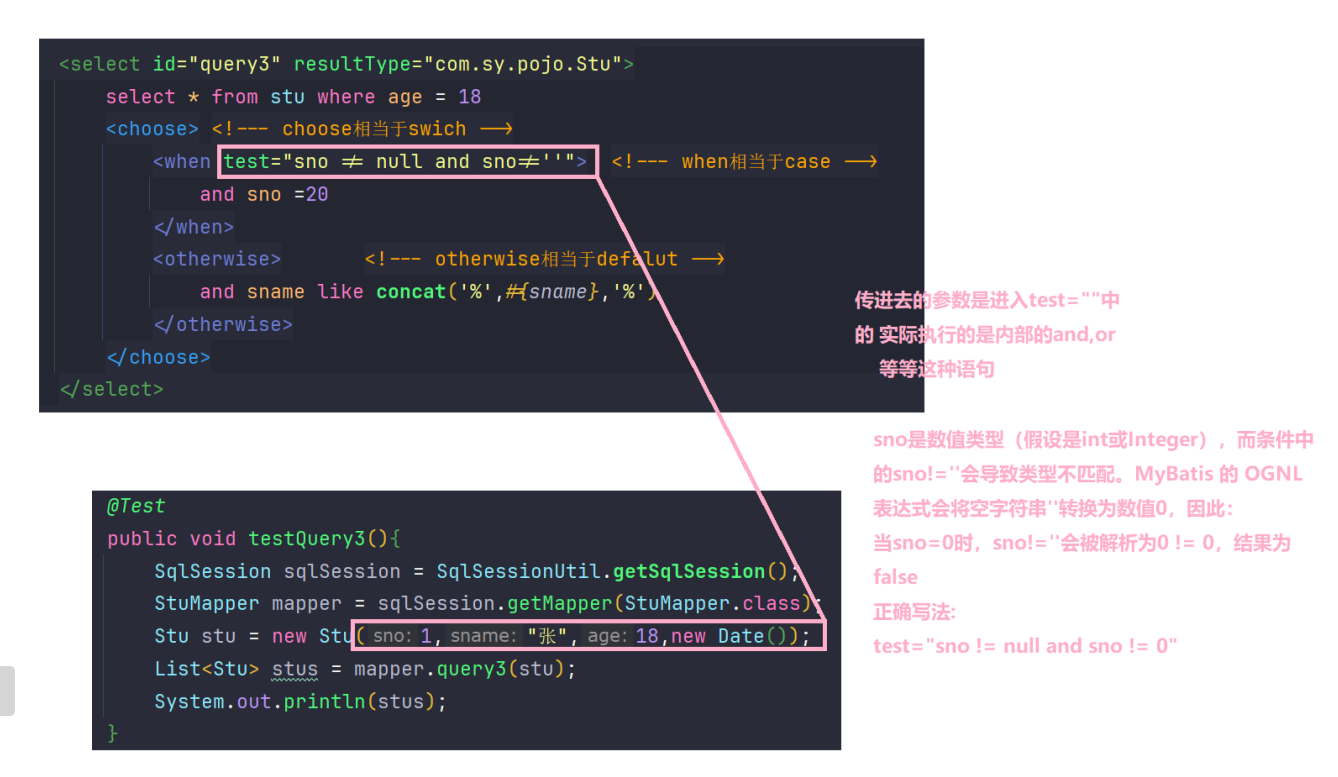 <select id="query3" resultType="com.sy.pojo.Stu">
select * from stu where age = 18
<choose> <!--- choose相当于swich -->
<when test="sno != null and sno!=''"> <!--- when相当于case -->
and sno =20
</when>
<otherwise> <!--- otherwise相当于defalut -->
and sname like concat('%',#{sname},'%')
</otherwise>
</choose>
</select>
传进去的参数是进入test=""中
的 实际执行的是内部的and,or
等等这种语句
sno是数值类型（假设是int或Integer），而条件中
的sno!=''会导致类型不匹配。MyBatis 的 OGNL
表达式会将空字符串''转换为数值0，因此：
当sno=0时，sno!=''会被解析为0 != 0，结果为
false
正确写法:
test="sno != null and sno != 0"
@Test
public void testQuery3(){
SqlSession sqlSession = SqlSessionUtil.getSqlSession();
StuMapper mapper = sqlSession.getMapper(StuMapper.class);
Stu stu = new Stu( sno: 1, sname: "张", age: 18,new Date());
List<Stu> stus = mapper.query3(stu);
System.out.println(stus);
}